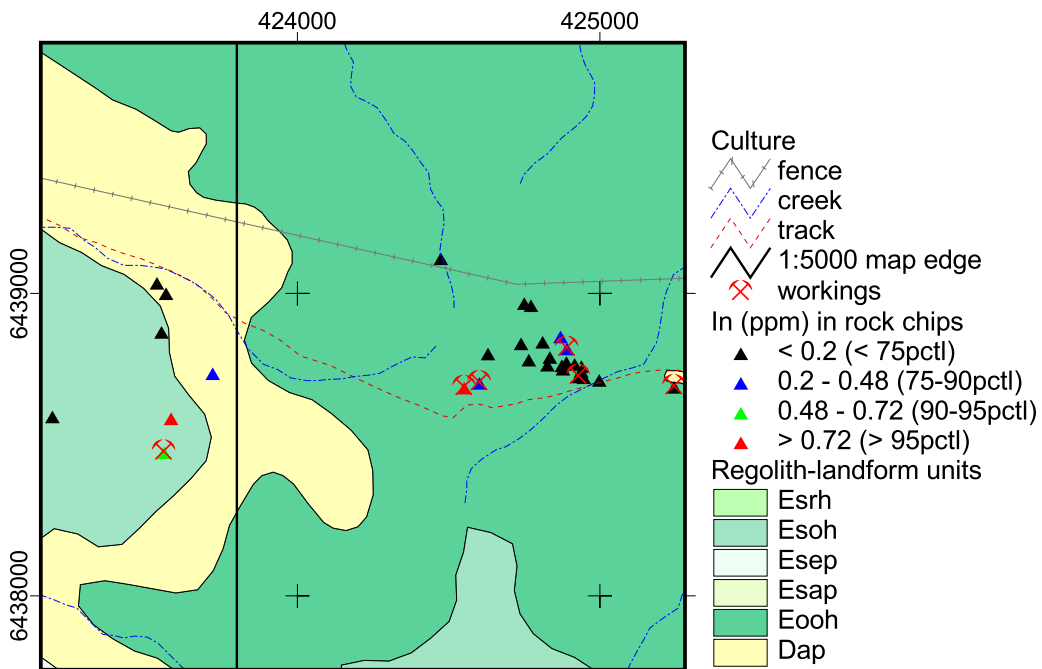 424000
425000
6439000
6438000
Culture
fence
creek
track
1:5000 map edge
workings
In (ppm) in rock chips
< 0.2 (< 75pctl)
0.2 - 0.48 (75-90pctl)
0.48 - 0.72 (90-95pctl)
> 0.72 (> 95pctl)
Regolith-landform units
Esrh
Esoh
Esep
Esap
Eooh
Dap